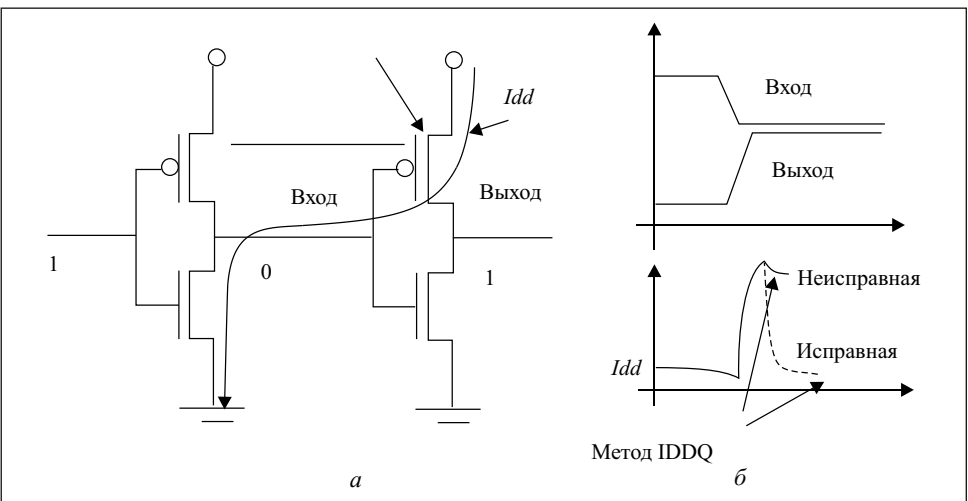 Idd
Вход
Выход
1
0
1
а
Вход
Выход
Неисправная
Исправная
Idd
Метод IDDQ
б